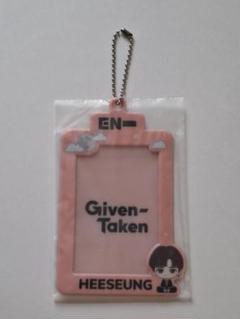 EN-
Given-
Taken
HEESEUNG